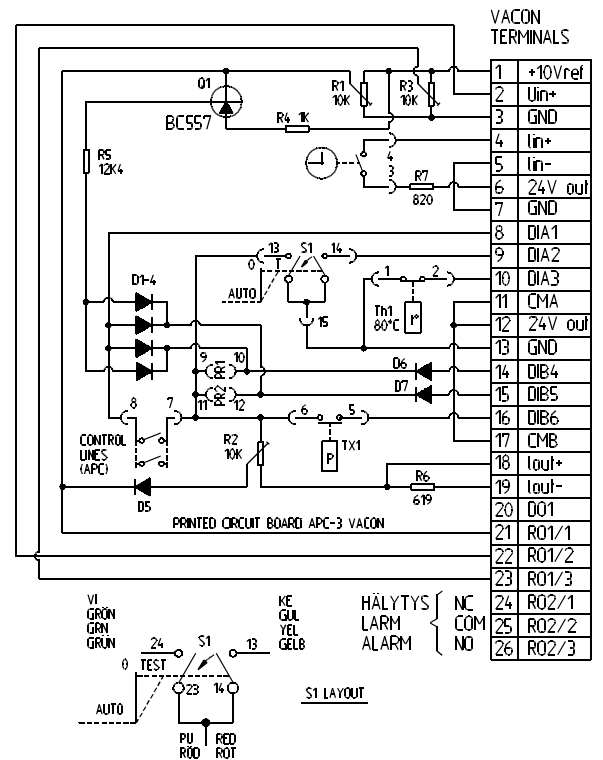 VACON
TERMINALS
1 +10Vref
2 Uin+
3 GND
4 Iin+
5 Iin-
6 24V out
7 GND
8 DIA1
9 DIA2
10 DIA3
11 CMA
12 24V out
13 GND
14 DIB4
15 DIB5
16 DIB6
17 CMB
18 Iout+
19 Iout-
20 DO1
21 RO1/1
22 RO1/2
23 RO1/3
24 RO2/1
25 RO2/2
26 RO2/3
Q1
BC557
R1
10K
R3
10K
R4 1K
R5
12K4
4
3
R7
820
13 S1 14
0 T
AUTO
15
1 2
Th1
80°C
I°
D1-4
9 10
PR1
11 12
PR2
D6
D7
8 7
CONTROL
LINES
(APC)
R2
10K
6 5
TX1
P
D5
R6
619
PRINTED CIRCUIT BOARD APC-3 VACON
VI
GRÖN
GRN
GRÜN
KE
GUL
YEL
GELB
HÄLYTYS
LARM
ALARM
NC
COM
NO
24 S1 13
0 TEST
23 14
AUTO
PU
RÖD
RED
ROT
S1 LAYOUT